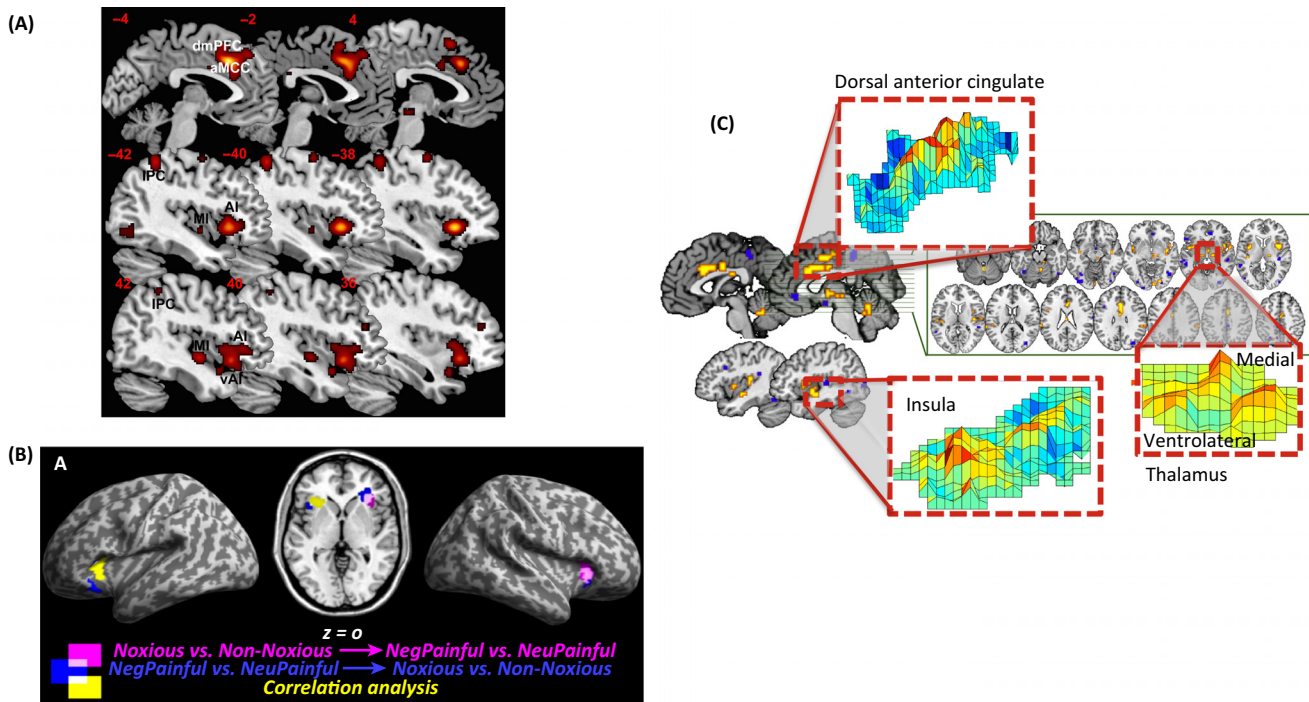 (A)
−4
−2
4
dmPFC
aMCC
−42
−40
−38
IPC
AI
MI
42
40
IPC
AI
MI
vAI
(B)
A
z = o
Noxious vs. Non-Noxious → NegPainful vs. NeuPainful
NegPainful vs. NeuPainful → Noxious vs. Non-Noxious
Correlation analysis
(C)
Dorsal anterior cingulate
Insula
Medial
Ventrolateral
Thalamus